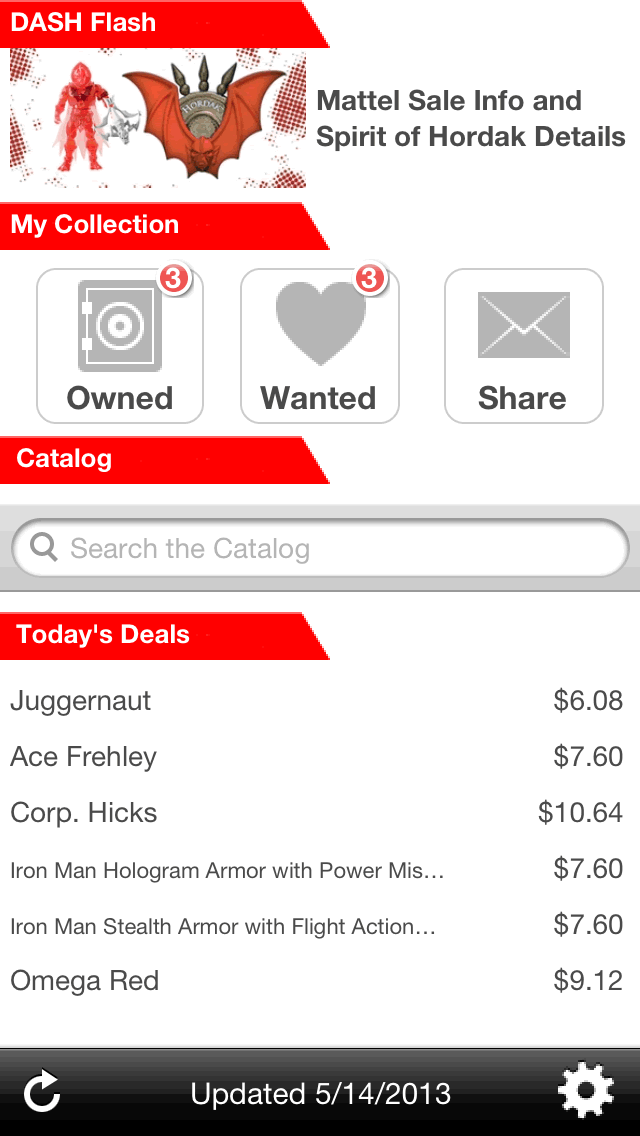 DASH Flash
HORDAK
Mattel Sale Info and
Spirit of Hordak Details
My Collection
3
3
Owned
Wanted
Share
Catalog
Search the Catalog
Today's Deals
Juggernaut $6.08
Ace Frehley $7.60
Corp. Hicks $10.64
Iron Man Hologram Armor with Power Mis… $7.60
Iron Man Stealth Armor with Flight Action… $7.60
Omega Red $9.12
Updated 5/14/2013